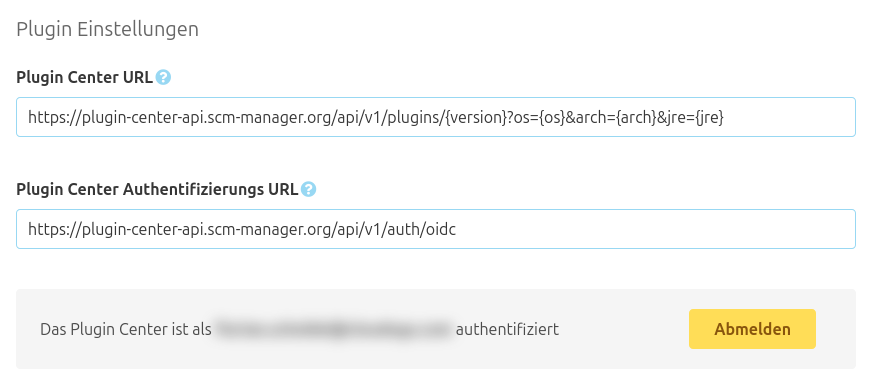 Plugin Einstellungen
Plugin Center URL ?
https://plugin-center-api.scm-manager.org/api/v1/plugins/{version}?os={os}&arch={arch}&jre={jre}
Plugin Center Authentifizierungs URL ?
https://plugin-center-api.scm-manager.org/api/v1/auth/oidc
Das Plugin Center ist als authentifiziert Abmelden